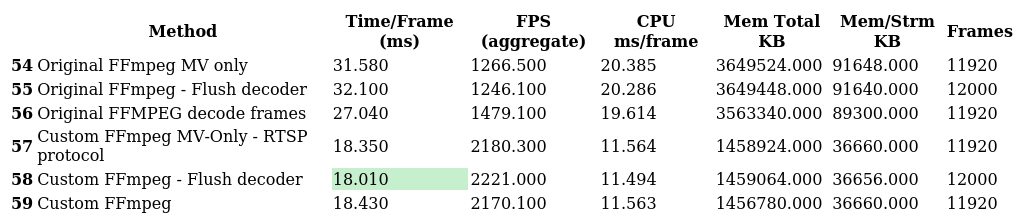 Method Time/Frame (ms) FPS (aggregate) CPU ms/frame Mem Total KB Mem/Strm KB Frames
54 Original FFmpeg MV only 31.580 1266.500 20.385 3649524.000 91648.000 11920
55 Original FFmpeg - Flush decoder 32.100 1246.100 20.286 3649448.000 91640.000 12000
56 Original FFMPEG decode frames 27.040 1479.100 19.614 3563340.000 89300.000 11920
57 Custom FFmpeg MV-Only - RTSP protocol 18.350 2180.300 11.564 1458924.000 36660.000 11920
58 Custom FFmpeg - Flush decoder 18.010 2221.000 11.494 1459064.000 36656.000 12000
59 Custom FFmpeg 18.430 2170.100 11.563 1456780.000 36660.000 11920